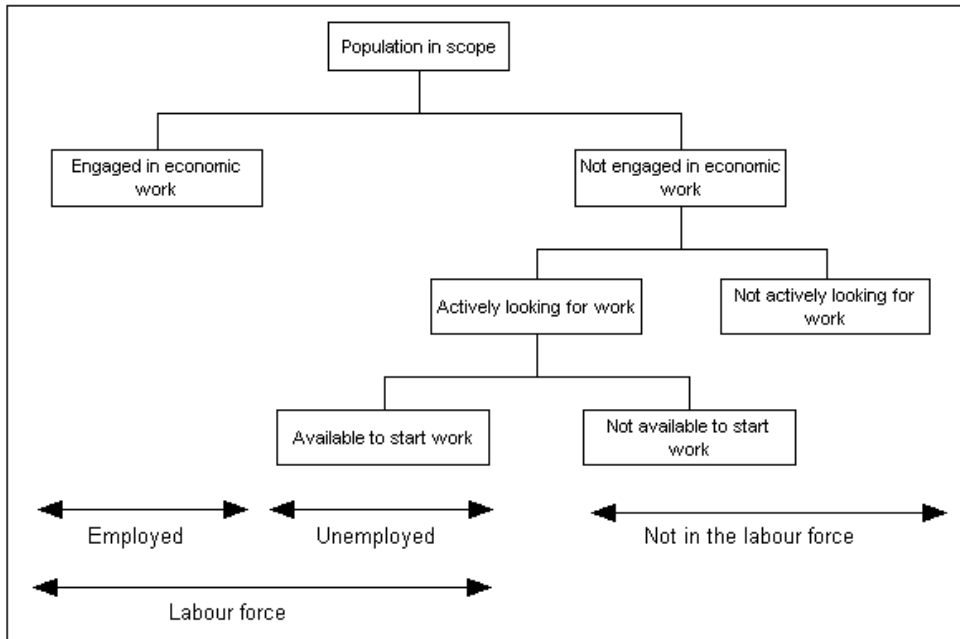 Population in scope
Engaged in economic
work
Not engaged in economic
work
Actively looking for work
Not actively looking for
work
Available to start work
Not available to start
work
Employed
Unemployed
Not in the labour force
Labour force